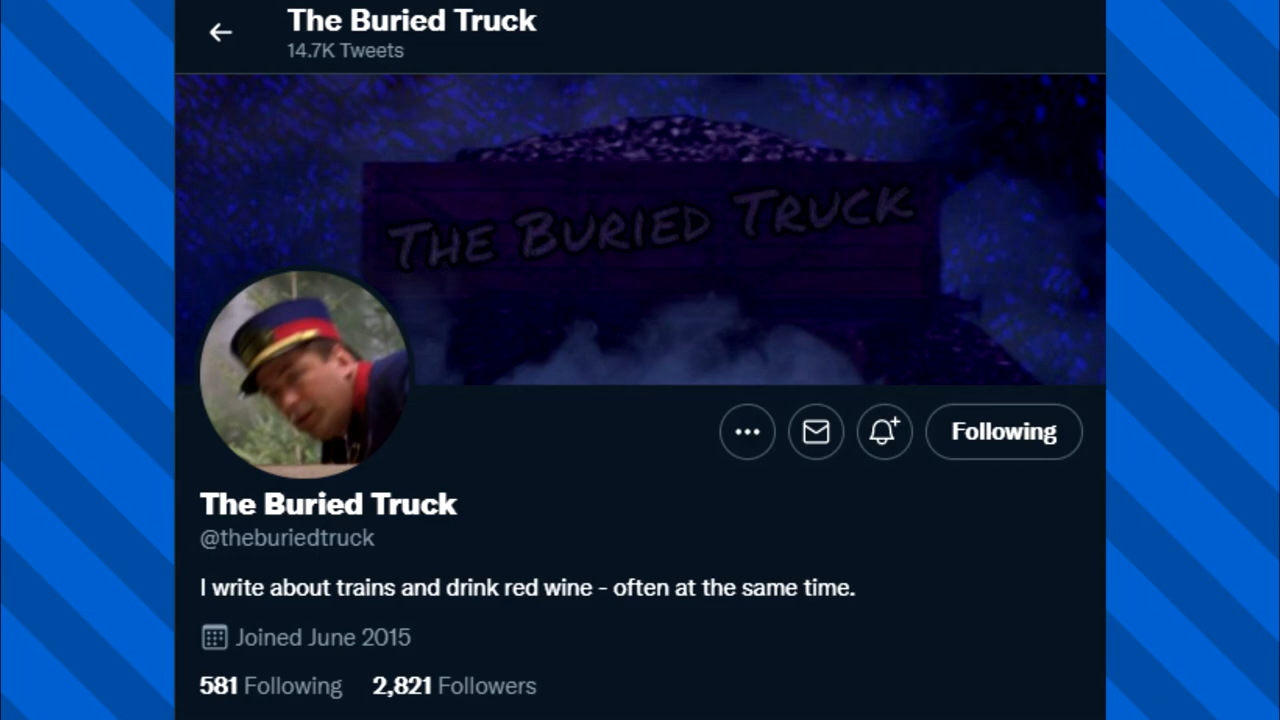 The Buried Truck
14.7K Tweets
THE BURIED TRUCK
Following
The Buried Truck
@theburiedtruck
I write about trains and drink red wine - often at the same time.
Joined June 2015
581 Following 2,821 Followers